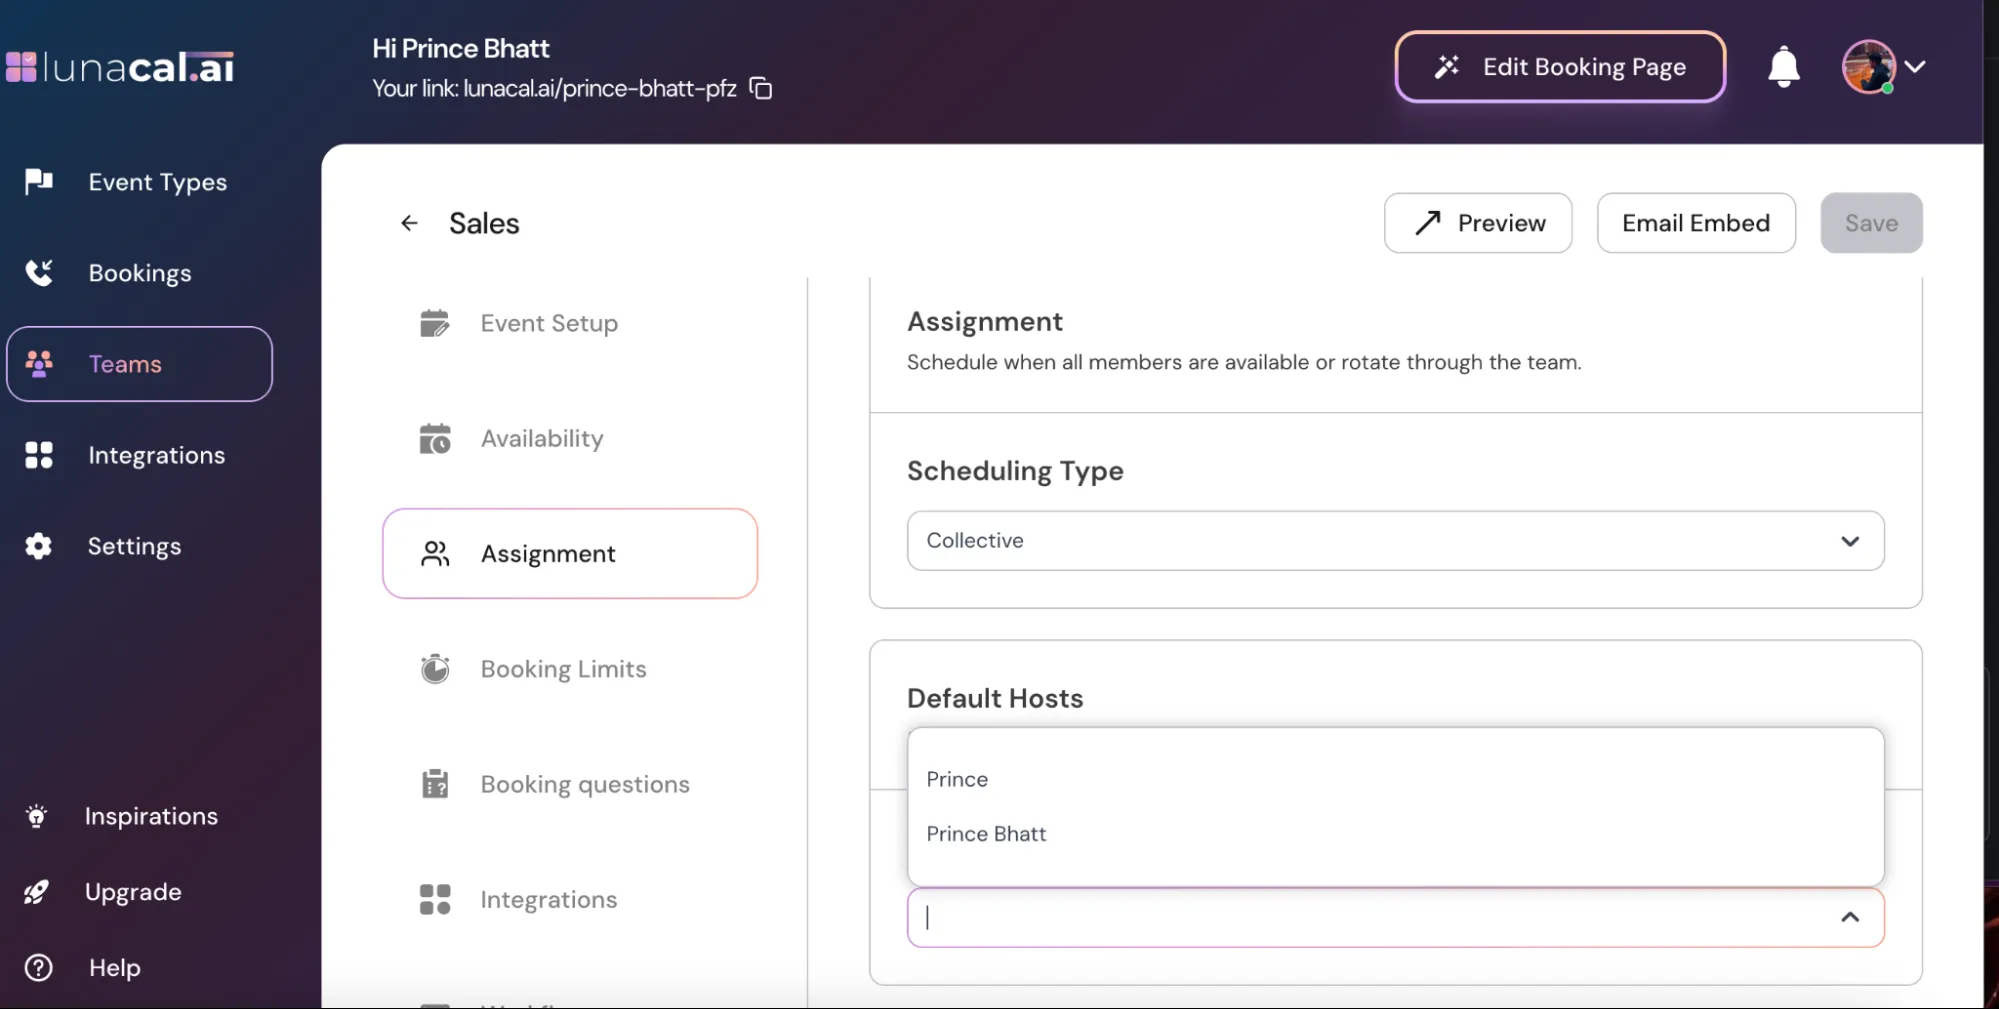 lunacal.ai
Hi Prince Bhatt
Your link: lunacal.ai/prince-bhatt-pfz
Edit Booking Page
Event Types
Bookings
Teams
Integrations
Settings
Inspirations
Upgrade
Help
Sales
Preview
Email Embed
Save
Event Setup
Availability
Assignment
Booking Limits
Booking questions
Integrations
Assignment
Schedule when all members are available or rotate through the team.
Scheduling Type
Collective
Default Hosts
Prince
Prince Bhatt